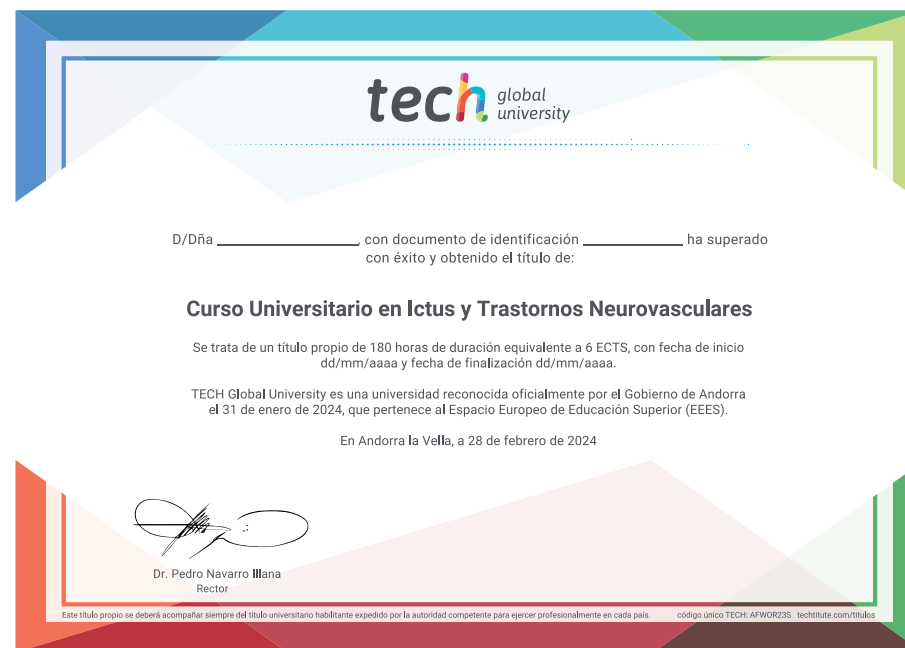 tech global university
D/Dña ____________________, con documento de identificación ______________ ha superado
con éxito y obtenido el título de:
Curso Universitario en Ictus y Trastornos Neurovasculares
Se trata de un título propio de 180 horas de duración equivalente a 6 ECTS, con fecha de inicio
dd/mm/aaaa y fecha de finalización dd/mm/aaaa.
TECH Global University es una universidad reconocida oficialmente por el Gobierno de Andorra
el 31 de enero de 2024, que pertenece al Espacio Europeo de Educación Superior (EEES).
En Andorra la Vella, a 28 de febrero de 2024
Dr. Pedro Navarro Illana
Rector
Este título propio se deberá acompañar siempre del título universitario habilitante expedido por la autoridad competente para ejercer profesionalmente en cada país. código único TECH: AFWOR23S techtitute.com/títulos